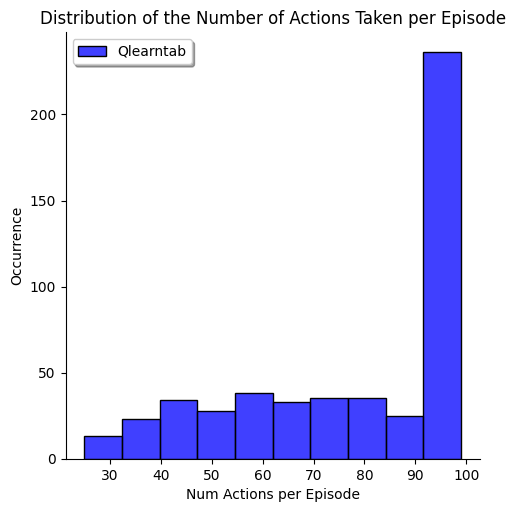 Distribution of the Number of Actions Taken per Episode
Qlearntab
200
150
100
50
0
Occurrence
30 40 50 60 70 80 90 100
Num Actions per Episode